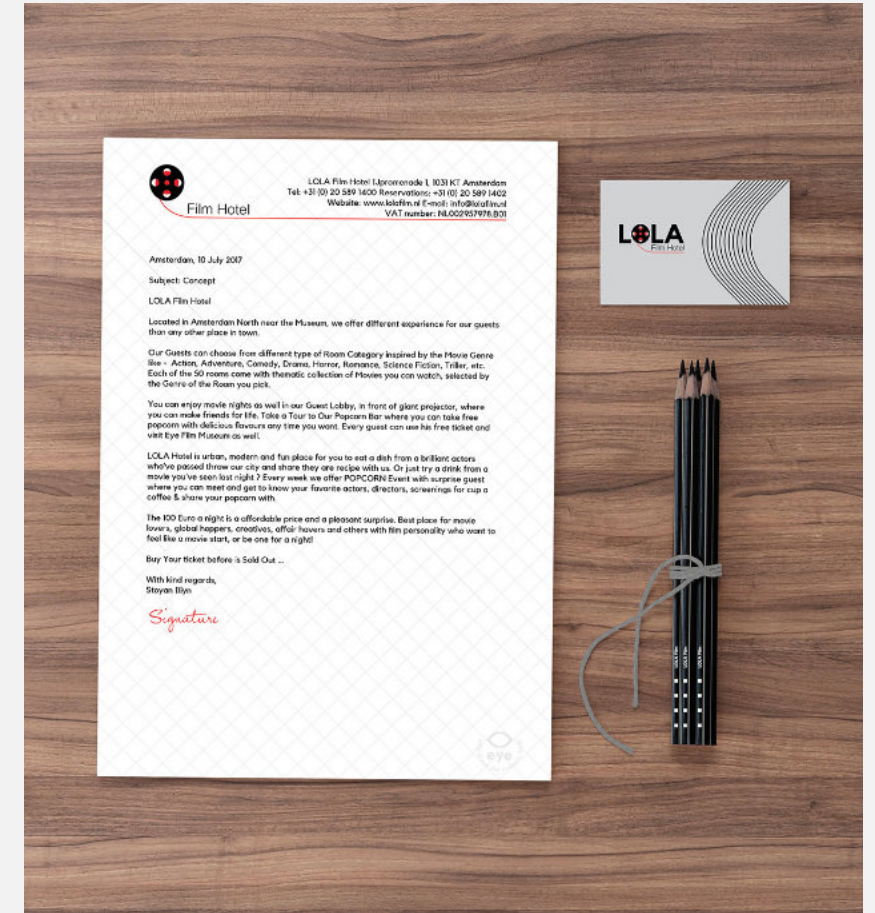 Film Hotel
LOLA Film Hotel IJpromenade 1, 1031 KT Amsterdam
Tel: +31 (0) 20 589 1400 Reservations: +31 (0) 20 589 1402
Website: www.lolafilm.nl E-mail: info@lolafilm.nl
VAT number: NL002957978.B01
Amsterdam, 10 July 2017
Subject: Concept
LOLA Film Hotel
Located in Amsterdam North near the Museum, we offer different experience for our guests
than any other place in town.
Our Guests can choose from different type of Room Category inspired by the Movie Genre
like - Action, Adventure, Comedy, Drama, Horror, Romance, Science Fiction, Triller, etc.
Each of the 50 rooms come with thematic collection of Movies you can watch, selected by
the Genre of the Room you pick.
You can enjoy movie nights as well in our Guest Lobby, in front of giant projector, where
you can make friends for life. Take a Tour to Our Popcorn Bar where you can take free
popcorn with delicious flavours any time you want. Every guest can use his free ticket and
visit Eye Film Museum as well.
LOLA Hotel is urban, modern and fun place for you to eat a dish from a brilliant actors
who've passed throw our city and share they are recipe with us. Or just try a drink from a
movie you've seen last night ? Every week we offer POPCORN Event with surprise guest
where you can meet and get to know your favorite actors, directors, screenings for cup a
coffee & share your popcorn with.
The 100 Euro a night is a affordable price and a pleasant surprise. Best place for movie
lovers, global hoppers, creatives, affair havers and others with film personality who want to
feel like a movie start, or be one for a night!
Buy Your ticket before is Sold Out ...
With kind regards,
Stoyan Iliyn
Signature
eye
LOLA
Film Hotel
LOLA Film
LOLA Film
LOLA Film